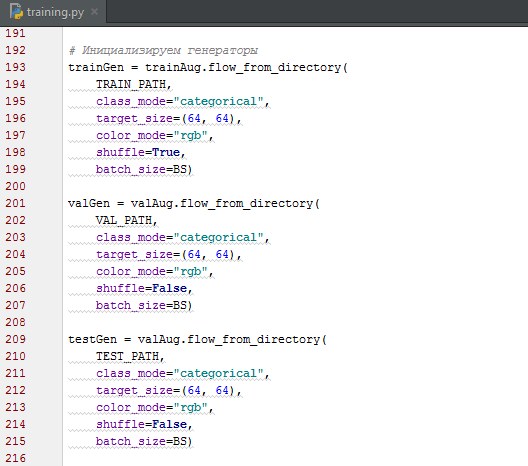 training.py
191
192 # Инициализируем генераторы
193 trainGen = trainAug.flow_from_directory(
194     TRAIN_PATH,
195     class_mode="categorical",
196     target_size=(64, 64),
197     color_mode="rgb",
198     shuffle=True,
199     batch_size=BS)
200
201 valGen = valAug.flow_from_directory(
202     VAL_PATH,
203     class_mode="categorical",
204     target_size=(64, 64),
205     color_mode="rgb",
206     shuffle=False,
207     batch_size=BS)
208
209 testGen = valAug.flow_from_directory(
210     TEST_PATH,
211     class_mode="categorical",
212     target_size=(64, 64),
213     color_mode="rgb",
214     shuffle=False,
215     batch_size=BS)
216